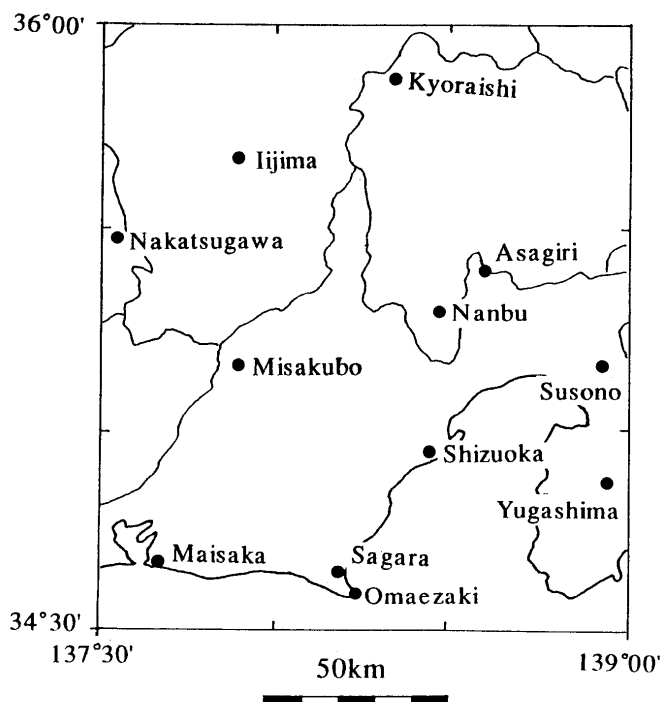 36°00'
Kyoraishi
Iijima
Nakatsugawa
Asagiri
Nanbu
Misakubo
Susono
Shizuoka
Yugashima
Maisaka
Sagara
Omaezaki
34°30'
137°30'
139°00'
50km